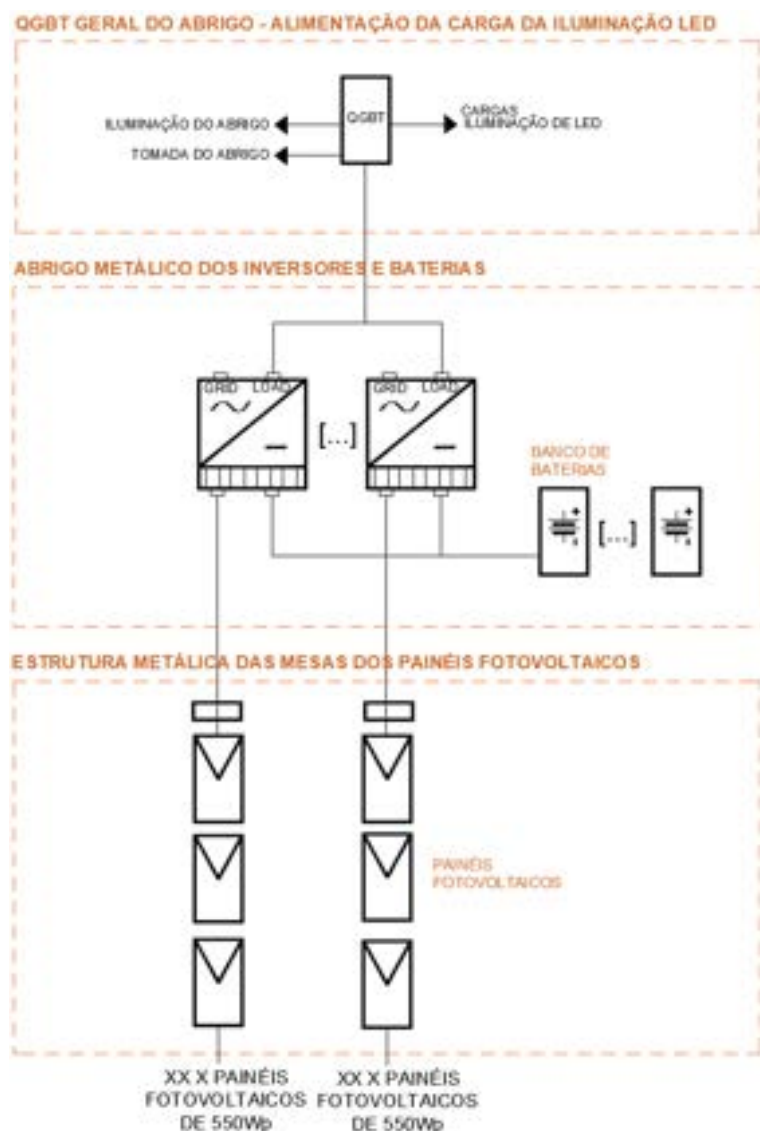 QGBT GERAL DO ABRIGO - ALIMENTAÇÃO DA CARGA DA ILUMINAÇÃO LED
QGBT
CARGAS
ILUMINAÇÃO DO ABRIGO
ILUMINAÇÃO DE LED
TOMADA DO ABRIGO
ABRIGO METÁLICO DOS INVERSORES E BATERIAS
GRID LOAD
GRID LOAD
[...]
BANCO DE
BATERIAS
[...]
ESTRUTURA METÁLICA DAS MESAS DOS PAINÉIS FOTOVOLTAICOS
PAINÉIS
FOTOVOLTAICOS
XX X PAINÉIS
FOTOVOLTAICOS
DE 550Wp
XX X PAINÉIS
FOTOVOLTAICOS
DE 550Wp